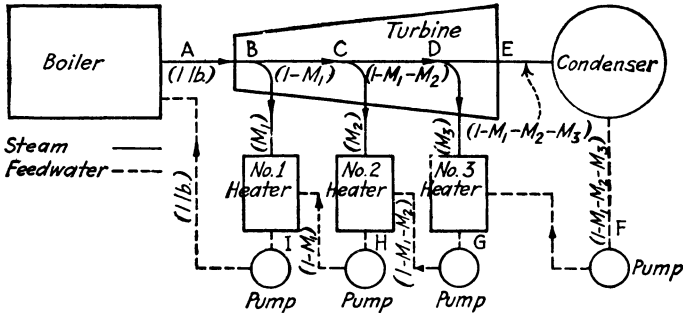 Turbine
Boiler
A
(1 lb.)
B
(1-M1)
C
(1-M1-M2)
D
E
Condenser
(M1)
(M2)
(M3)
(1-M1-M2-M3)
Steam
Feedwater
(1 lb.)
No.1
Heater
No.2
Heater
No.3
Heater
(1-M1)
(1-M1-M2)
(1-M1-M2-M3)
I
H
G
F
Pump
Pump
Pump
Pump